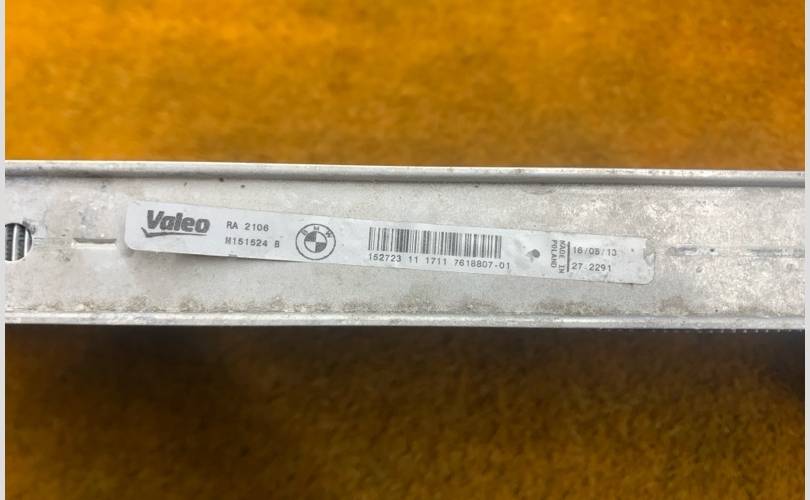 Valeo
RA 2106
M151524 B
BMW
152723 11 1711 7618807-01
MADE IN
POLAND
16/05/13
27 2291